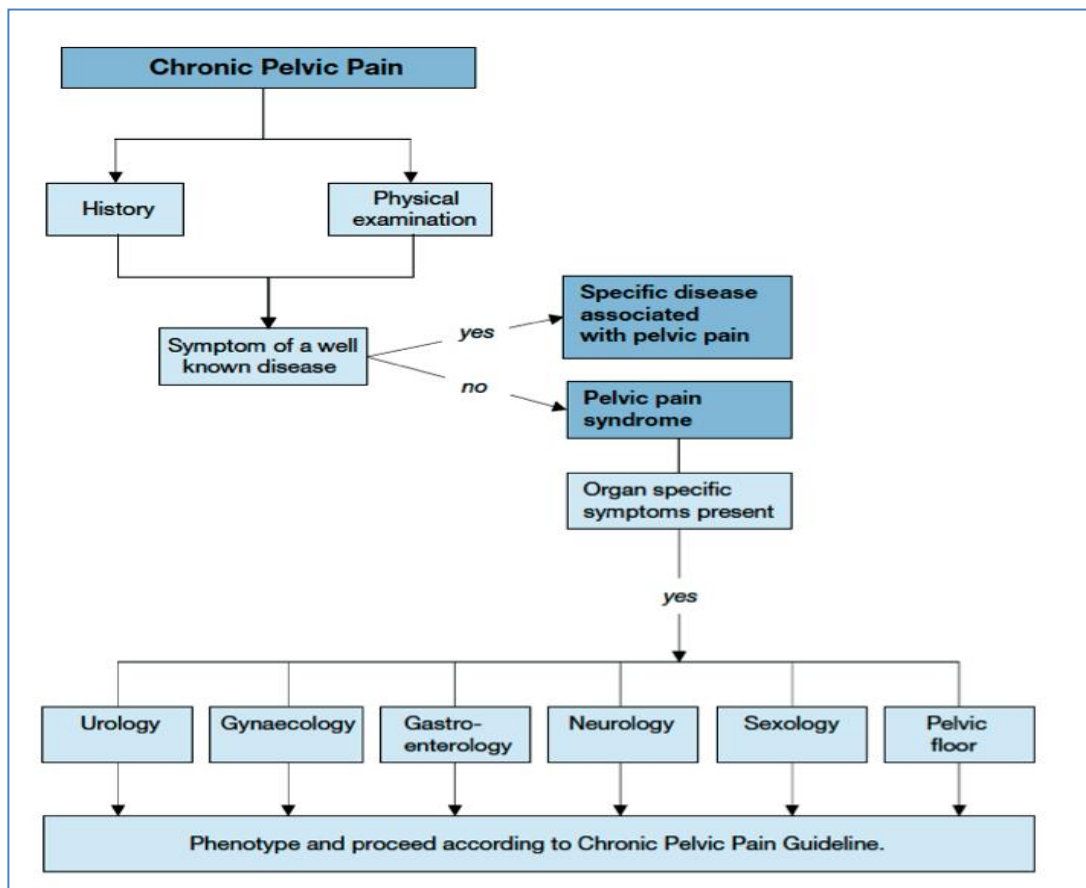 Chronic Pelvic Pain
History
Physical
examination
Symptom of a well
known disease
yes
Specific disease
associated
with pelvic pain
no
Pelvic pain
syndrome
Organ specific
symptoms present
yes
Urology
Gynaecology
Gastro-
enterology
Neurology
Sexology
Pelvic
floor
Phenotype and proceed according to Chronic Pelvic Pain Guideline.